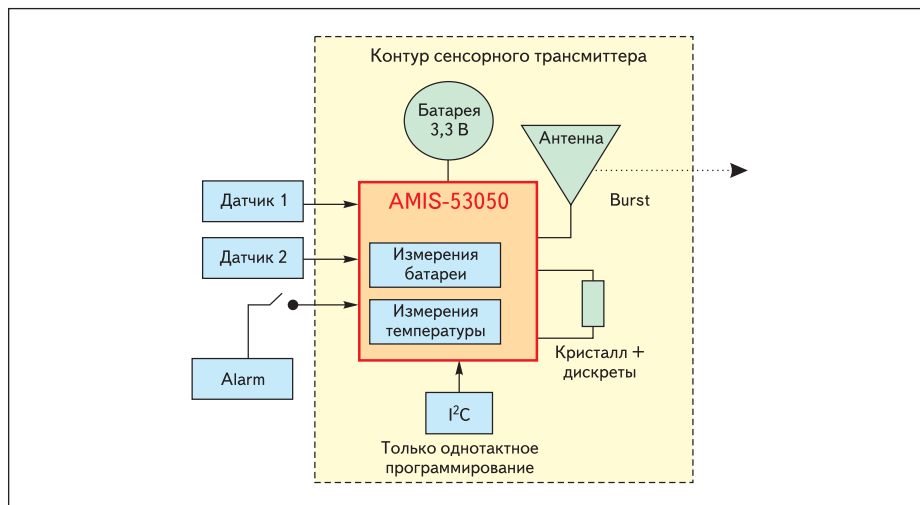 Контур сенсорного трансмиттера
Батарея
3,3 В
Антенна
Burst
AMIS-53050
Датчик 1
Датчик 2
Измерения
батареи
Измерения
температуры
Alarm
Кристалл +
дискреты
I²C
Только однотактное
программирование